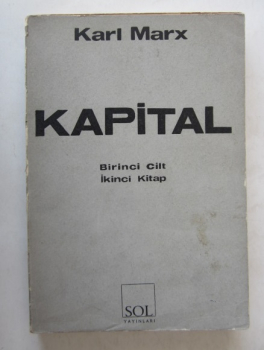 Karl Marx
KAPİTAL
Birinci Cilt
İkinci Kitap
SOL
YAYINLARI